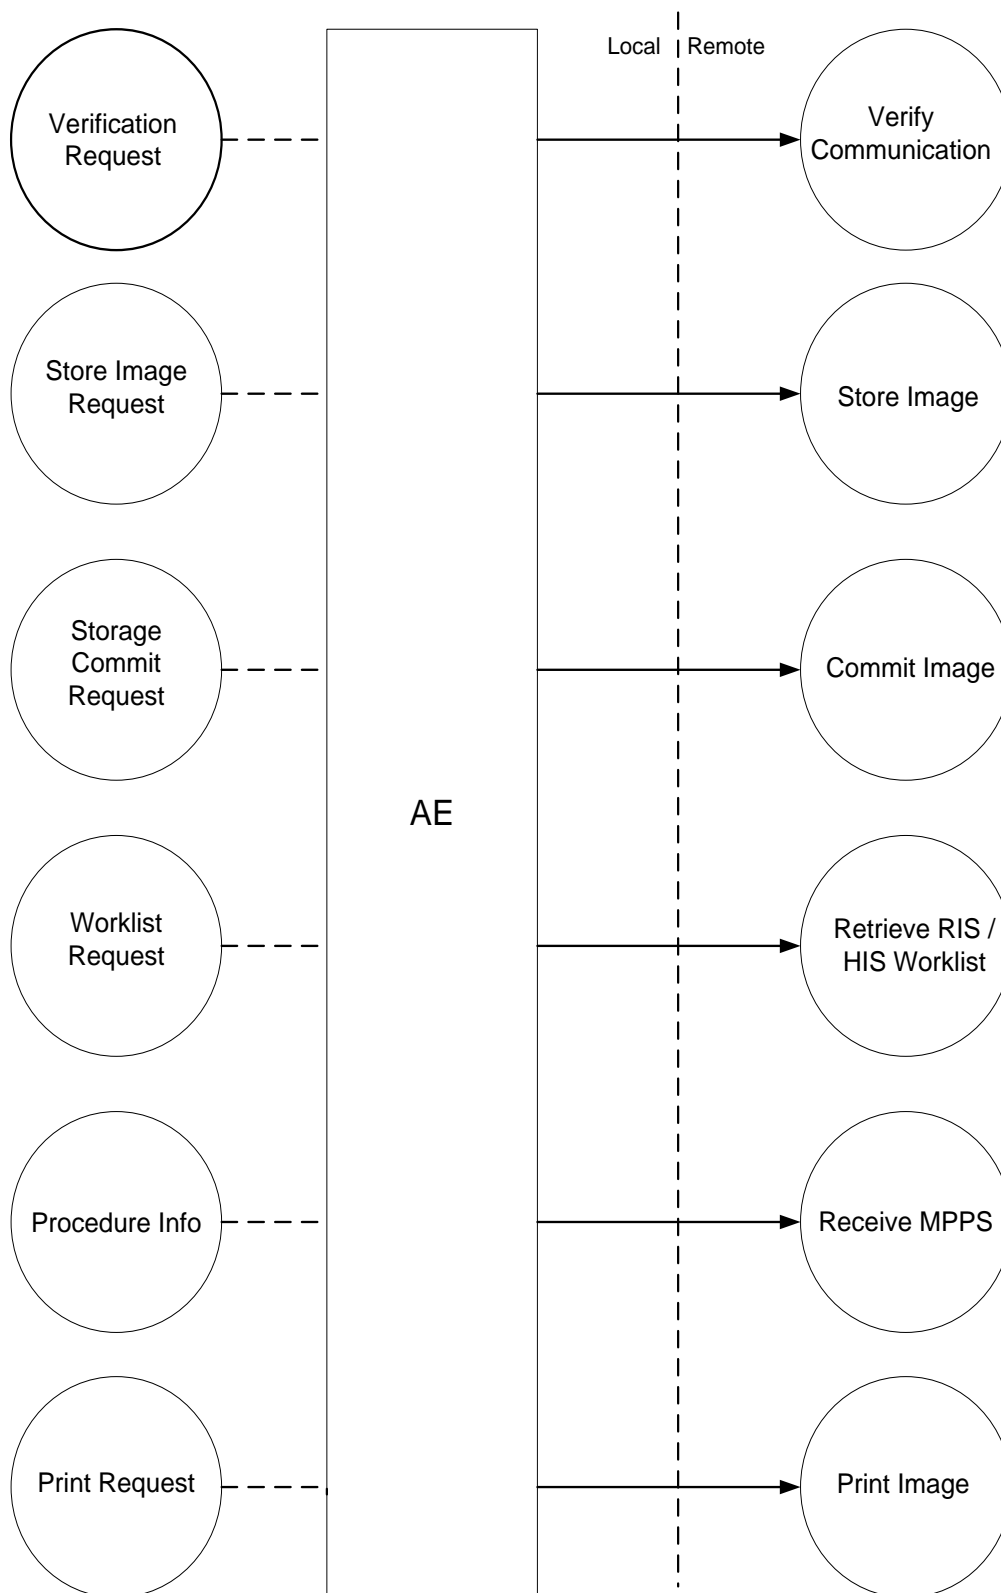 Local
Remote
Verification
Request
Verify
Communication
Store Image
Request
Store Image
Storage
Commit
Request
Commit Image
AE
Worklist
Request
Retrieve RIS /
HIS Worklist
Procedure Info
Receive MPPS
Print Request
Print Image